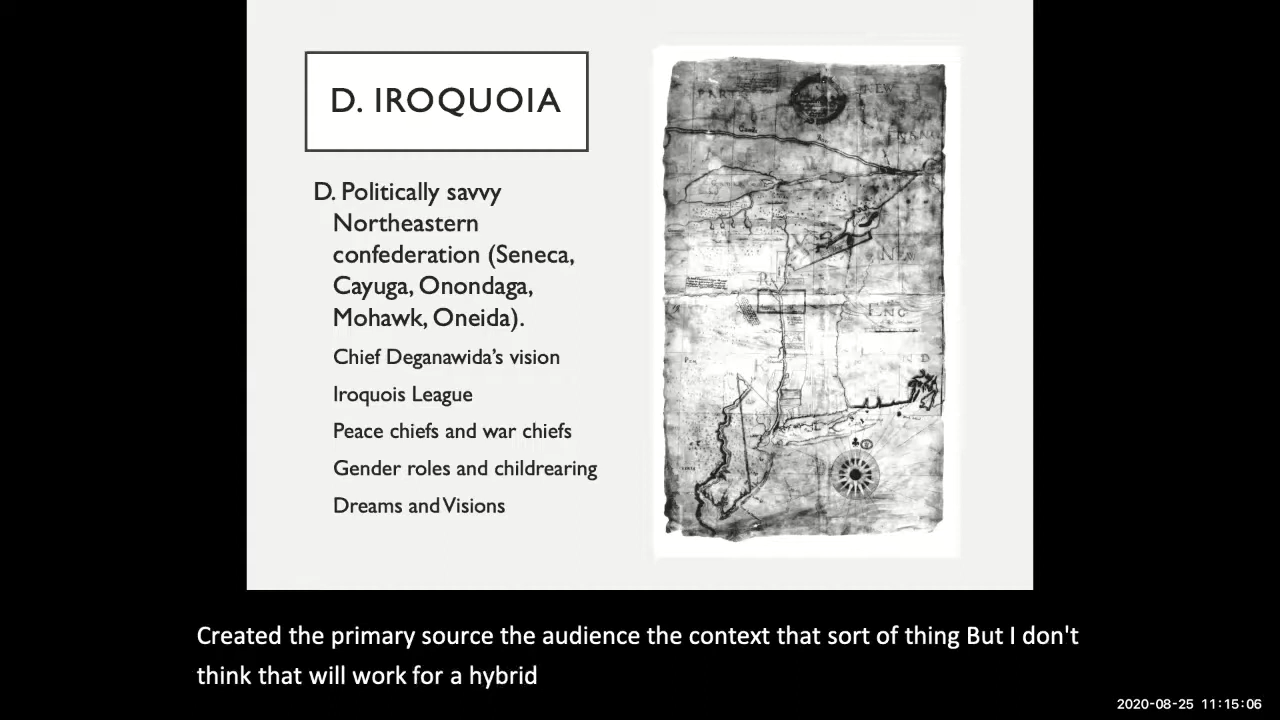 D. IROQUOIA
D. Politically savvy
Northeastern
confederation (Seneca,
Cayuga, Onondaga,
Mohawk, Oneida).
Chief Deganawida's vision
Iroquois League
Peace chiefs and war chiefs
Gender roles and childrearing
Dreams and Visions
Created the primary source the audience the context that sort of thing But I don't
think that will work for a hybrid
2020-08-25 11:15:06